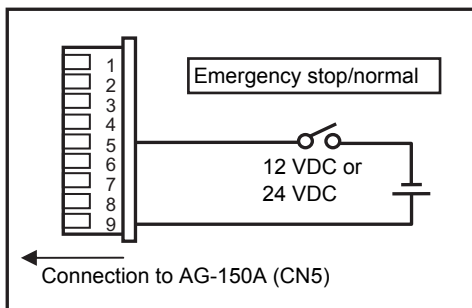 1
2
3
4
5
6
7
8
9
Emergency stop/normal
12 VDC or
24 VDC
Connection to AG-150A (CN5)